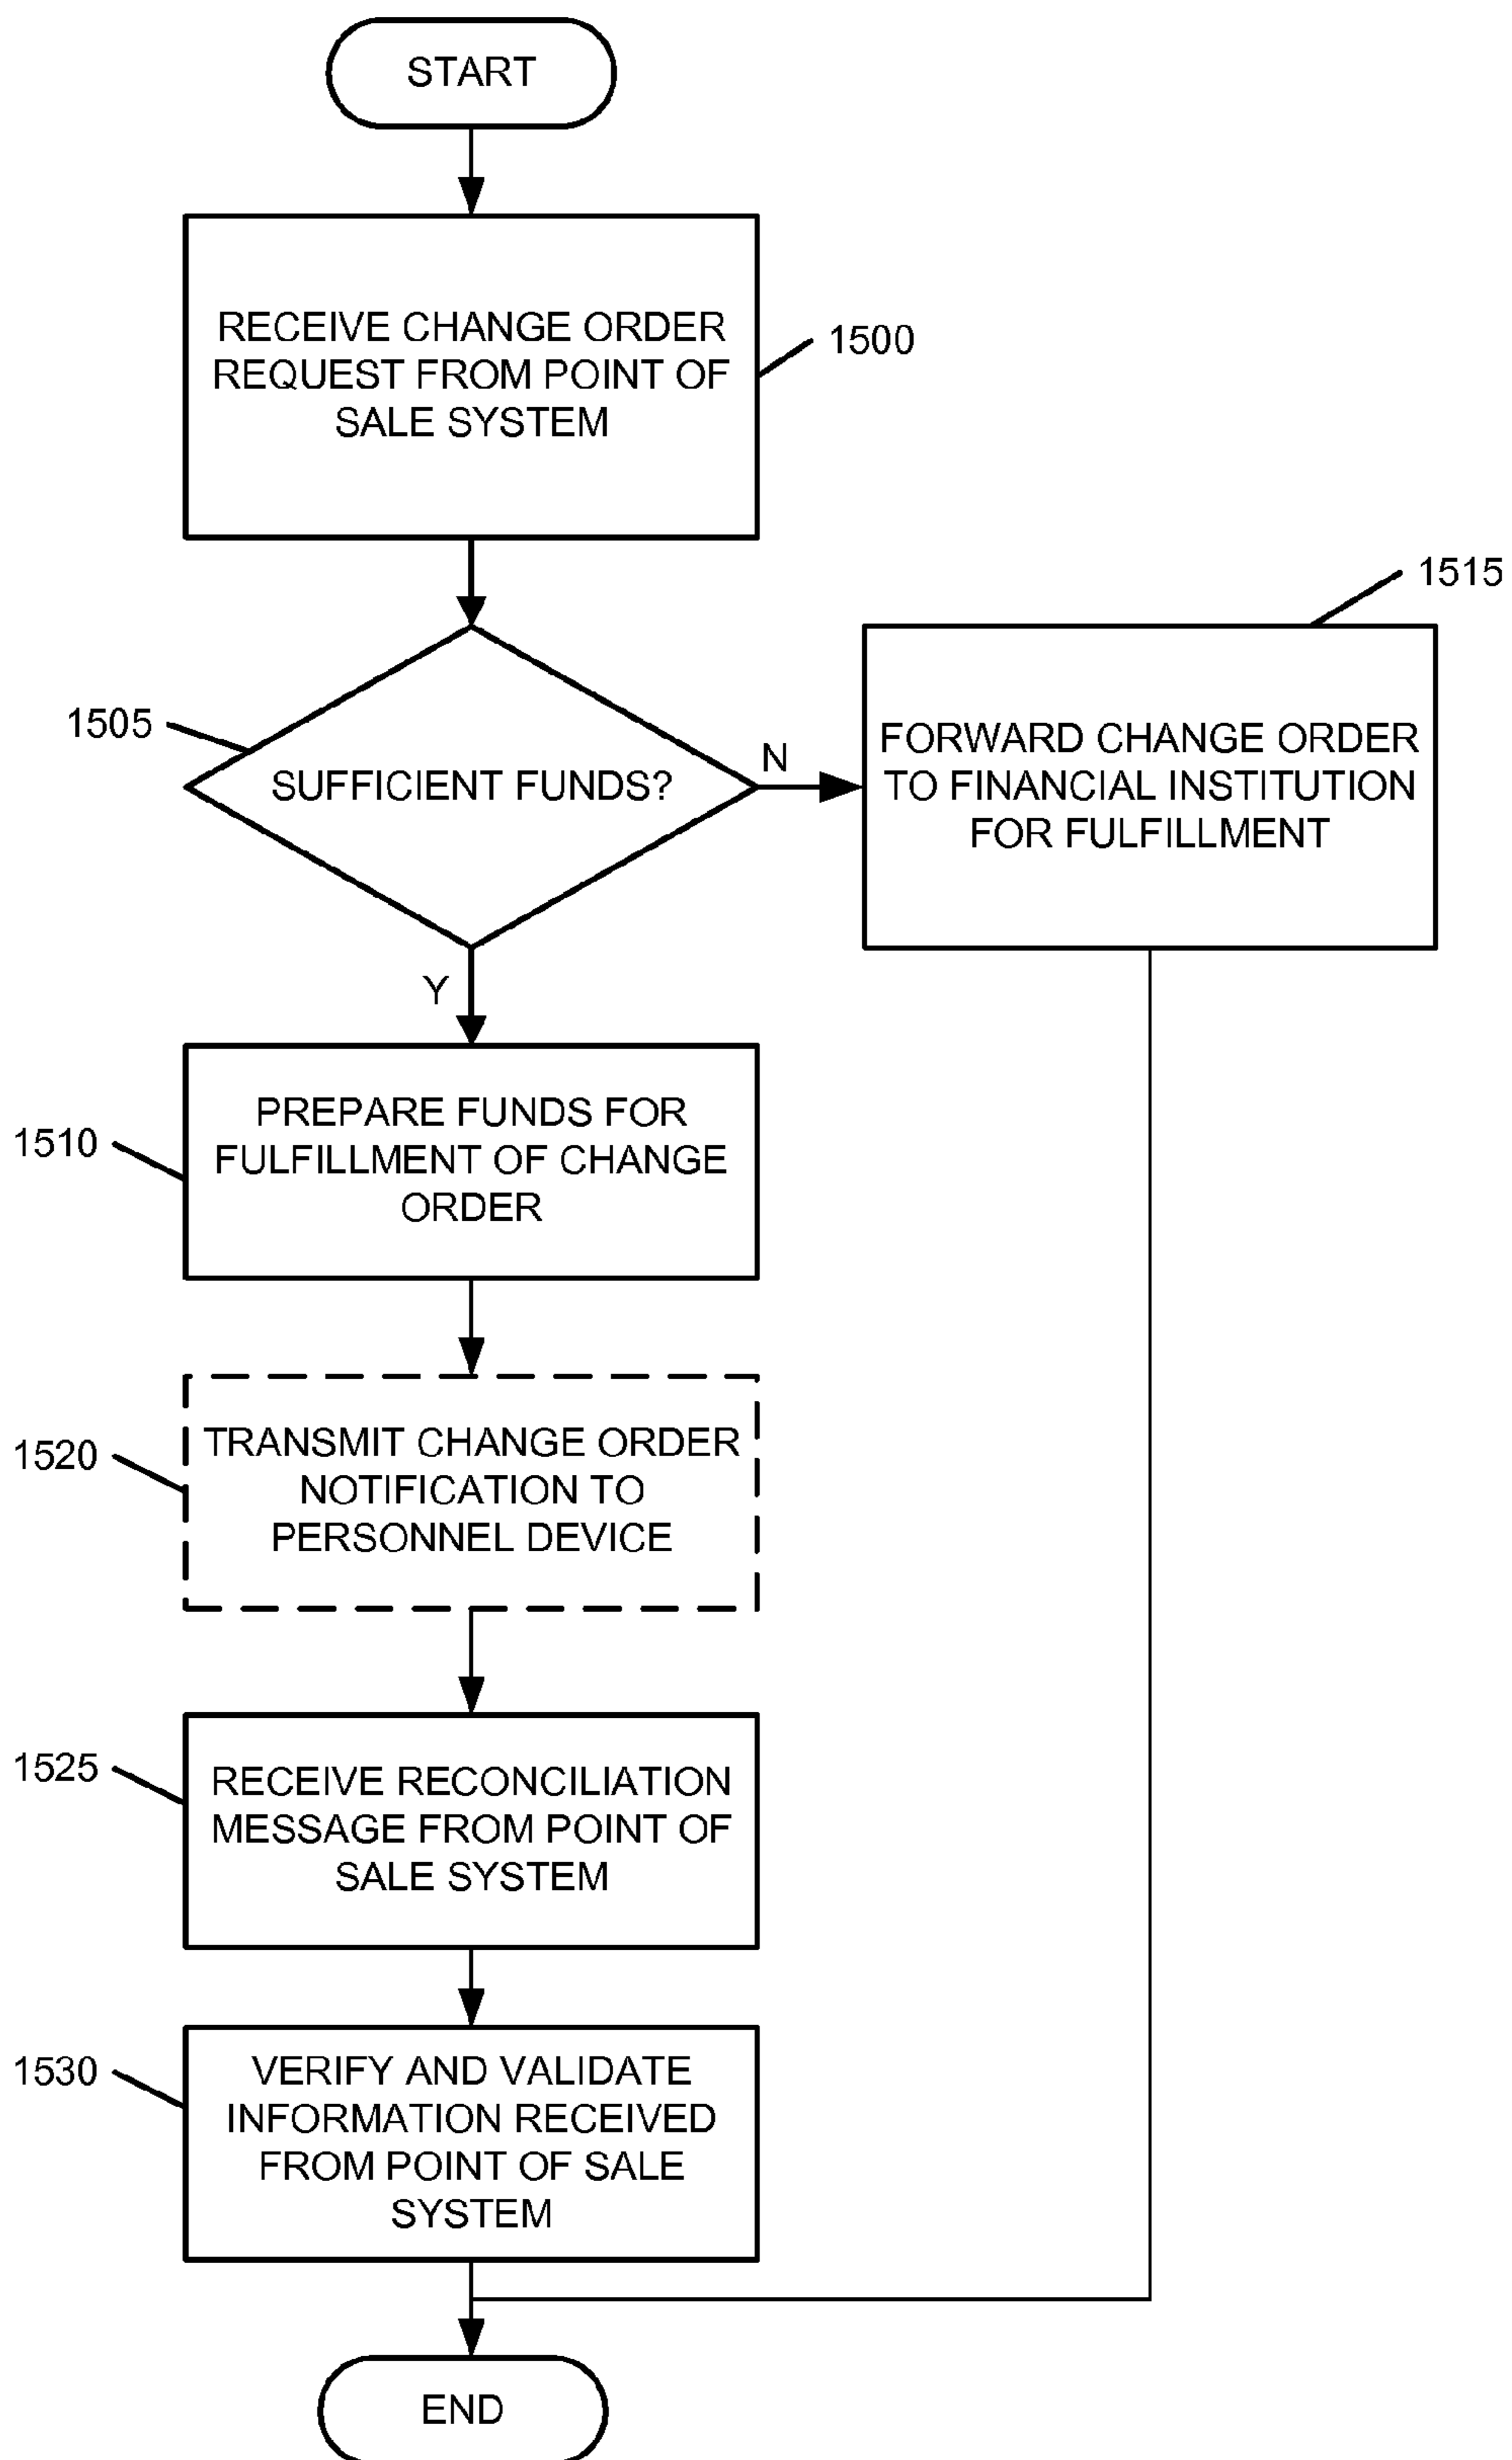 START
RECEIVE CHANGE ORDER
REQUEST FROM POINT OF
SALE SYSTEM
1500
1505
SUFFICIENT FUNDS?
N
1515
FORWARD CHANGE ORDER
TO FINANCIAL INSTITUTION
FOR FULFILLMENT
Y
1510
PREPARE FUNDS FOR
FULFILLMENT OF CHANGE
ORDER
1520
TRANSMIT CHANGE ORDER
NOTIFICATION TO
PERSONNEL DEVICE
1525
RECEIVE RECONCILIATION
MESSAGE FROM POINT OF
SALE SYSTEM
1530
VERIFY AND VALIDATE
INFORMATION RECEIVED
FROM POINT OF SALE
SYSTEM
END